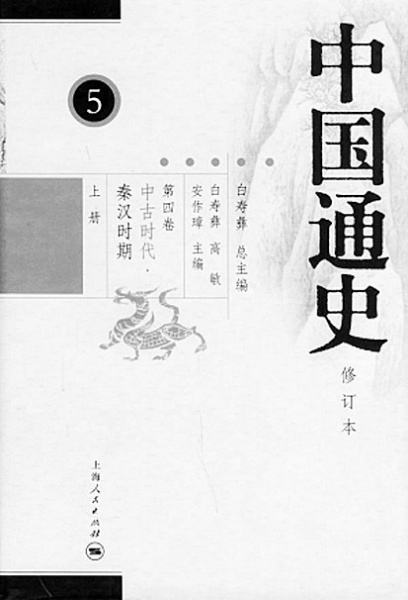 中国通史
修订本
白寿彝 总主编
白寿彝 高敏
安作璋 主编
第四卷
中古时代·
秦汉时期
上册
5
上海人民出版社